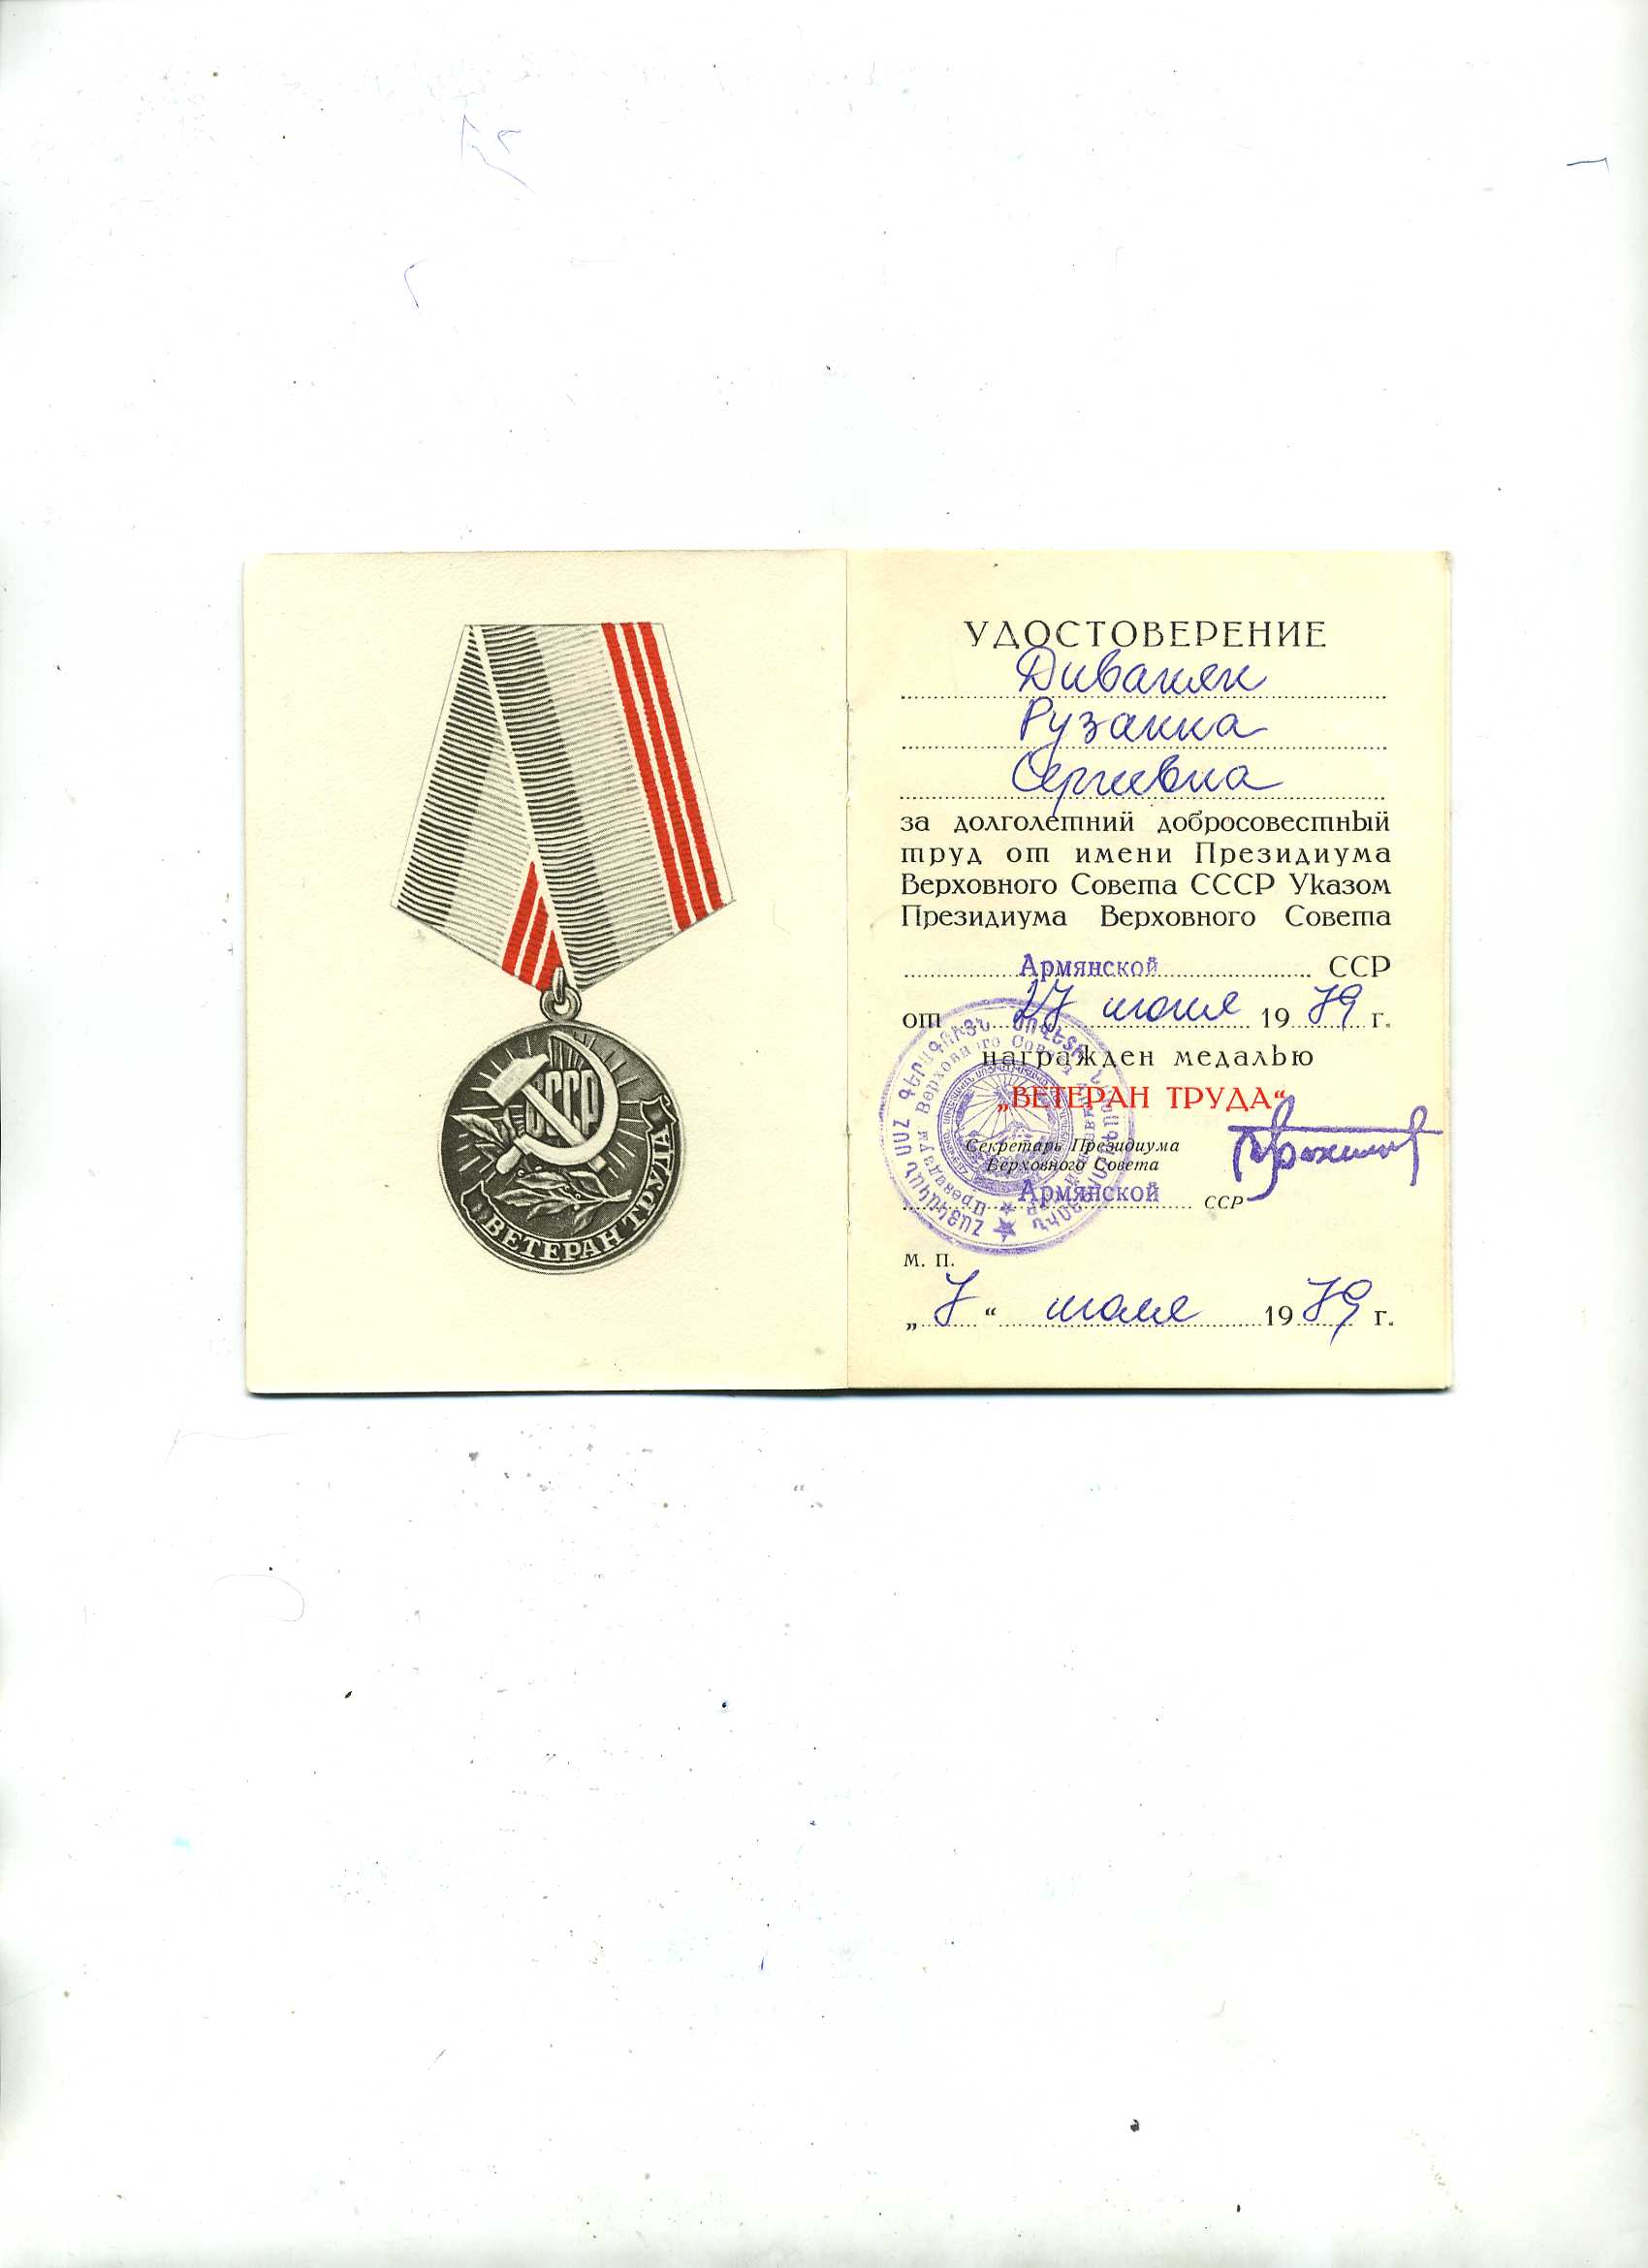 СССР
ВЕТЕРАН ТРУДА
УДОСТОВЕРЕНИЕ
Диванян
Рузанна
Сергиевна
за долголетний добросовестный
труд от имени Президиума
Верховного Совета СССР Указом
Президиума Верховного Совета
Армянской ССР
от 27 июня 1979 г.
награжден медалью
„ВЕТЕРАН ТРУДА“
Секретарь Президиума
Верховного Совета
Армянской ССР
М. П.
„7“ июля 1979 г.